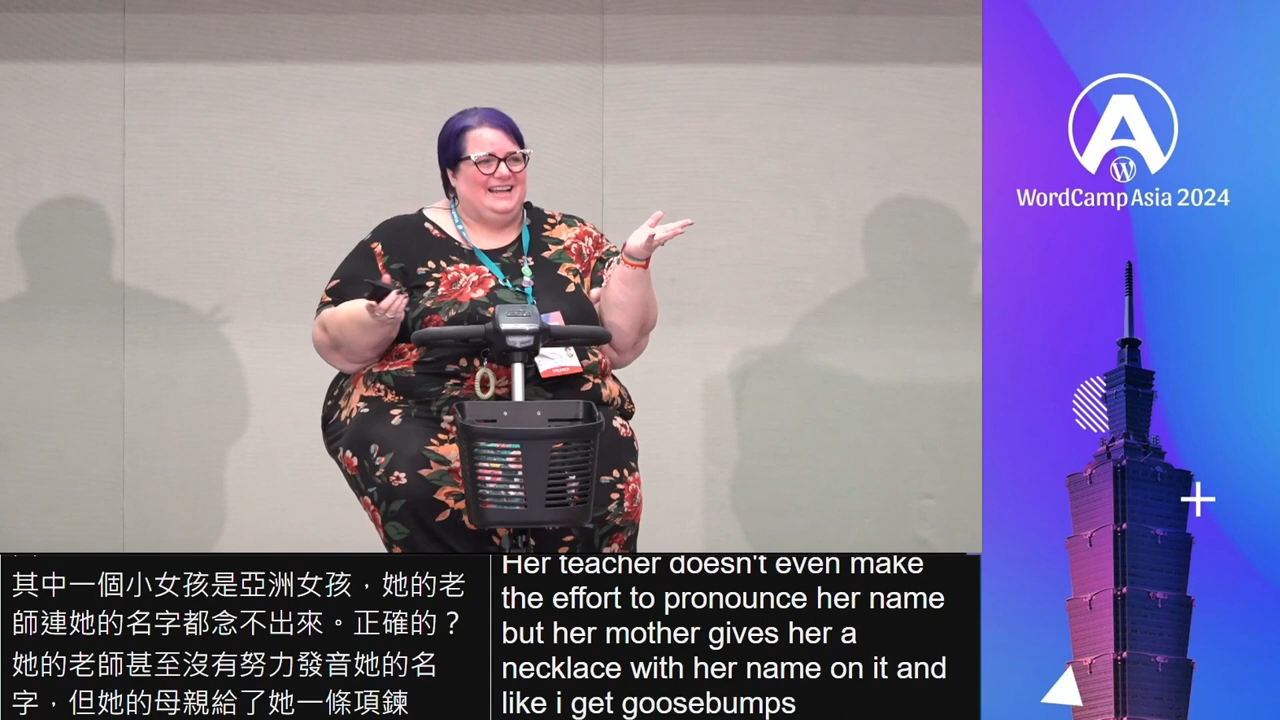 WordCamp Asia 2024
其中一個小女孩是亞洲女孩，她的老
師連她的名字都念不出來。正確的？
她的老師甚至沒有努力發音她的名
字，但她的母親給了她一條項鍊
Her teacher doesn't even make
the effort to pronounce her name
but her mother gives her a
necklace with her name on it and
like i get goosebumps